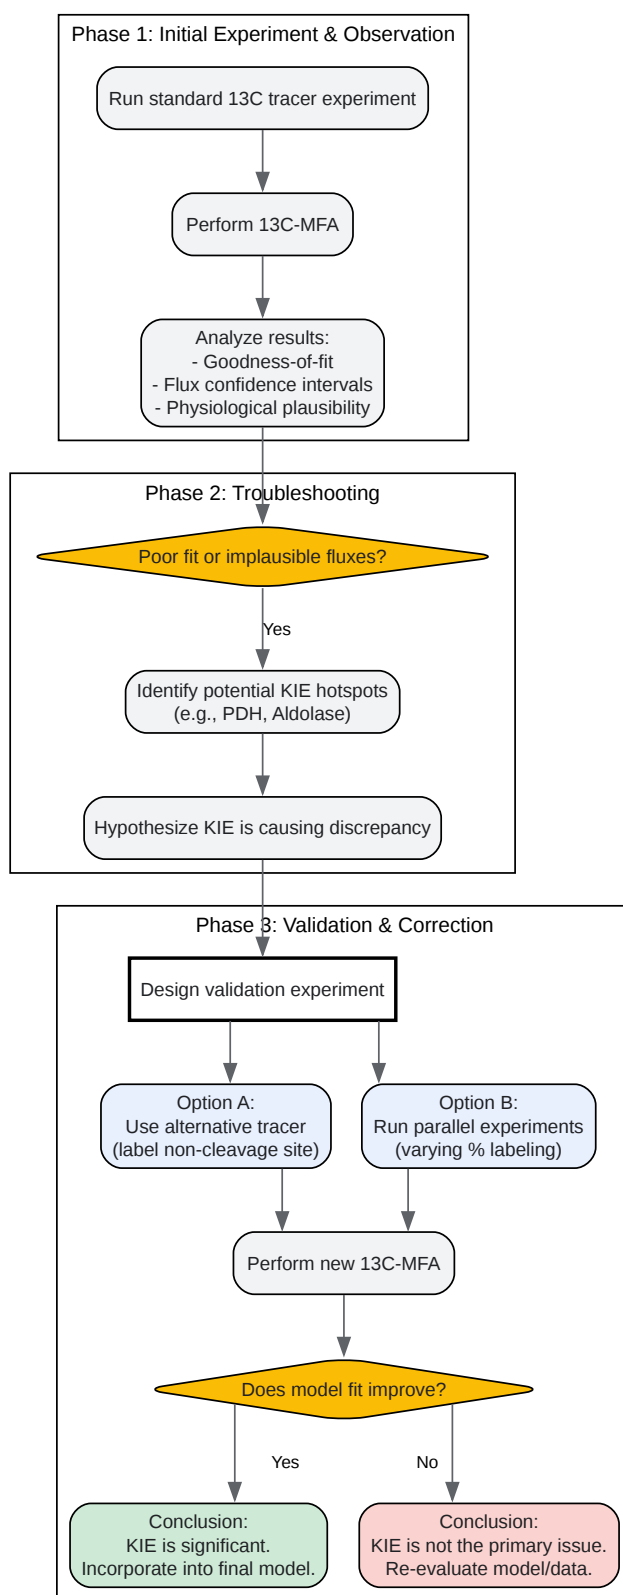 Phase 1: Initial Experiment & Observation
Run standard 13C tracer experiment
Perform 13C-MFA
Analyze results:
- Goodness-of-fit
- Flux confidence intervals
- Physiological plausibility
Phase 2: Troubleshooting
Poor fit or implausible fluxes?
Yes
Identify potential KIE hotspots
(e.g., PDH, Aldolase)
Hypothesize KIE is causing discrepancy
Phase 3: Validation & Correction
Design validation experiment
Option A:
Use alternative tracer
(label non-cleavage site)
Option B:
Run parallel experiments
(varying % labeling)
Perform new 13C-MFA
Does model fit improve?
Yes
No
Conclusion:
KIE is significant.
Incorporate into final model.
Conclusion:
KIE is not the primary issue.
Re-evaluate model/data.